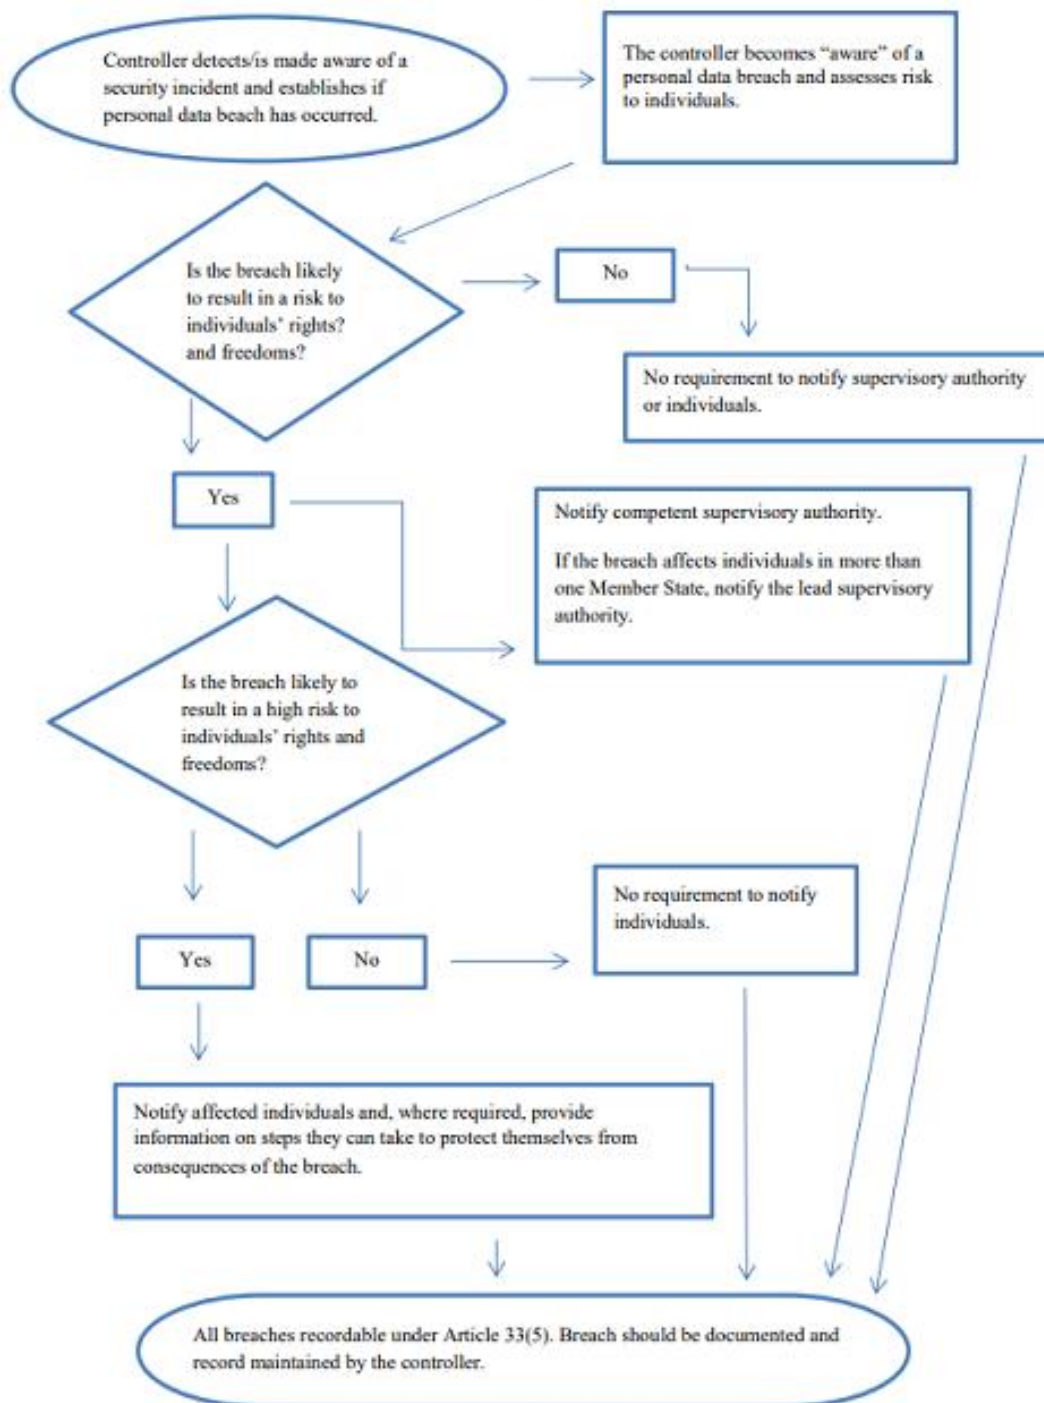 Controller detects/is made aware of a
security incident and establishes if
personal data beach has occurred.
The controller becomes “aware” of a
personal data breach and assesses risk
to individuals.
Is the breach likely
to result in a risk to
individuals’ rights?
and freedoms?
No
No requirement to notify supervisory authority
or individuals.
Yes
Notify competent supervisory authority.
If the breach affects individuals in more than
one Member State, notify the lead supervisory
authority.
Is the breach likely to
result in a high risk to
individuals’ rights and
freedoms?
Yes
No
No requirement to notify
individuals.
Notify affected individuals and, where required, provide
information on steps they can take to protect themselves from
consequences of the breach.
All breaches recordable under Article 33(5). Breach should be documented and
record maintained by the controller.